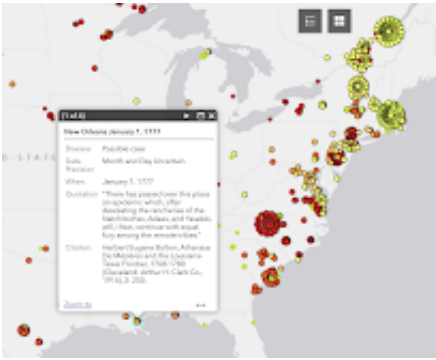 (1 of 6)
New Orleans January 1, 1777
Disease Possible case
Date Month and Day Uncertain
Precision
When January 1, 1777
Quotation "There has passed over this place
an epidemic which, after
devastating the rancherias of the
Natchitoches, Adaes, and
will, I fear, continue with equal
fury among the remote tribes."
Citation Herbert Eugene Bolton, Athanase
De Mézières and the Louisiana-
Texas Frontier, 1768-1780
(Cleveland: Arthur H. Clark Co.,
1914), 2:
Zoom to
STATE